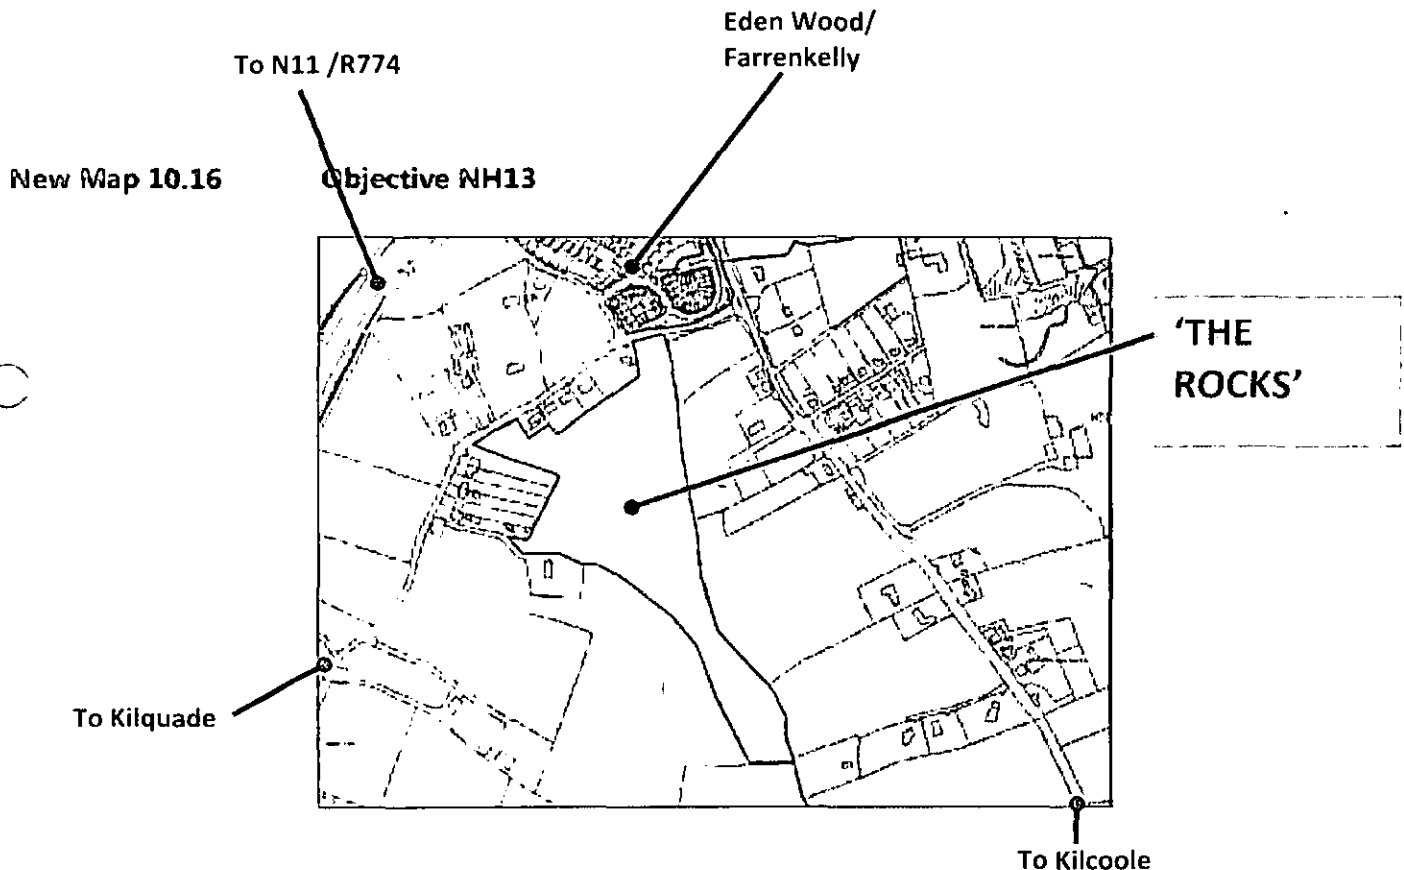 Eden Wood/
Farrenkelly
To N11 /R774
New Map 10.16 Objective NH13
'THE
ROCKS'
To Kilquade
To Kilcoole